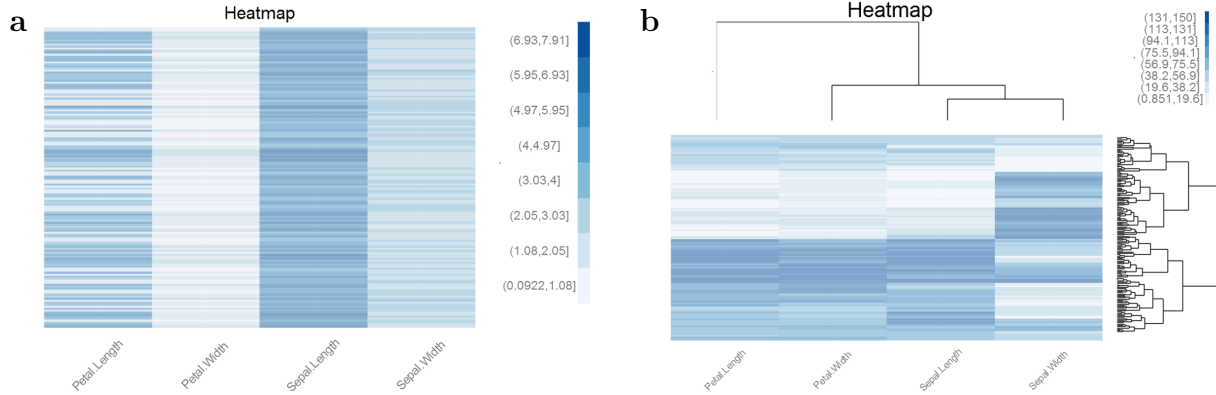 a
Heatmap
(6.93,7.91]
(5.95,6.93]
(4.97,5.95]
(4,4.97]
(3.03,4]
(2.05,3.03]
(1.08,2.05]
(0.0922,1.08]
Petal.Length
Petal.Width
Sepal.Length
Sepal.Width
b
Heatmap
(131,150]
(113,131]
(94.1,113]
(75.5,94.1]
(56.9,75.5]
(38.2,56.9]
(19.6,38.2]
(0.851,19.6]
Petal.Length
Petal.Width
Sepal.Length
Sepal.Width